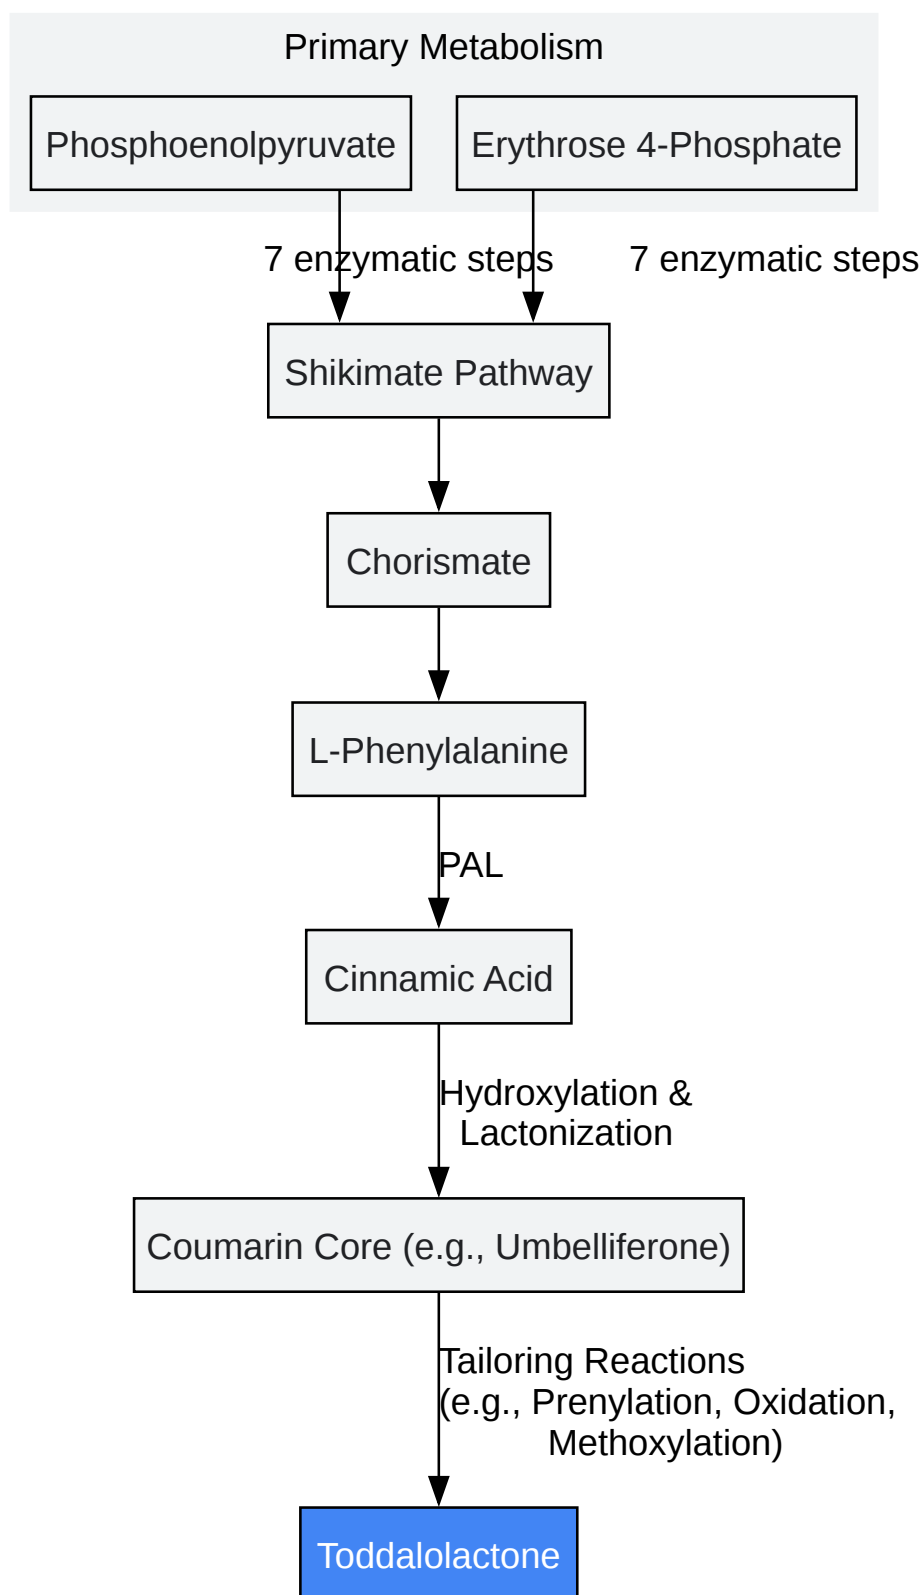 Primary Metabolism
Phosphoenolpyruvate
Erythrose 4-Phosphate
7 enzymatic steps
7 enzymatic steps
Shikimate Pathway
Chorismate
L-Phenylalanine
PAL
Cinnamic Acid
Hydroxylation &
Lactonization
Coumarin Core (e.g., Umbelliferone)
Tailoring Reactions
(e.g., Prenylation, Oxidation,
Methoxylation)
Toddalolactone